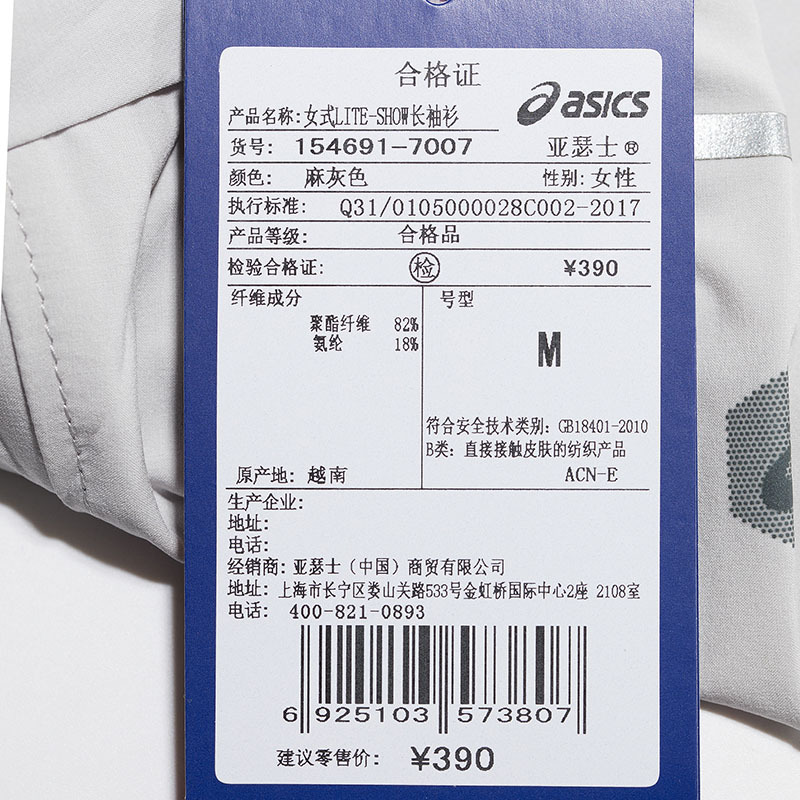 合格证
asics
产品名称:女式LITE-SHOW长袖衫
货号: 154691-7007 亚瑟士®
颜色: 麻灰色 性别:女性
执行标准: Q31/0105000028C002-2017
产品等级: 合格品
检验合格证: 检 ¥390
纤维成分 号型
聚酯纤维 82%
氨纶 18%
M
符合安全技术类别: GB18401-2010
B类: 直接接触皮肤的纺织产品
原产地: 越南 ACN-E
生产企业:
地址:
电话:
经销商: 亚瑟士（中国）商贸有限公司
地址: 上海市长宁区娄山关路533号金虹桥国际中心2座 2108室
电话: 400-821-0893
6 925103 573807
建议零售价: ¥390